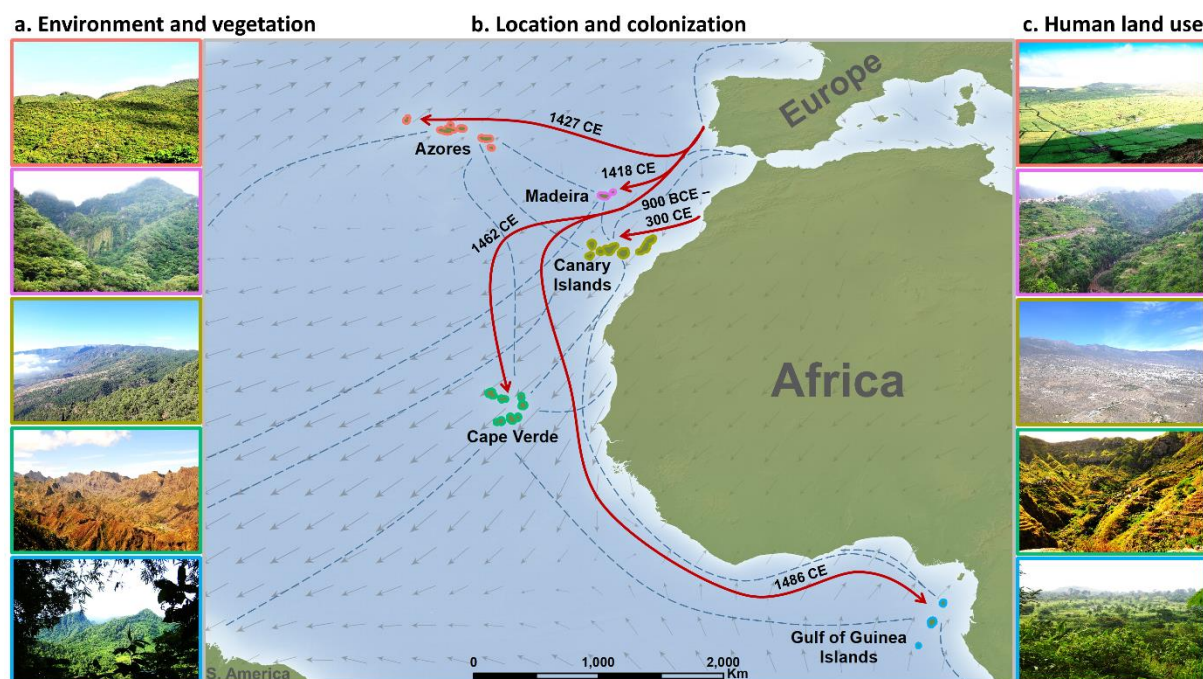 a. Environment and vegetation
b. Location and colonization
c. Human land use
Europe
1427 CE
Azores
1418 CE
Madeira
900 BCE –
300 CE
1462 CE
Canary
Islands
Africa
Cape Verde
1486 CE
Gulf of Guinea
Islands
S. America
0
1,000
2,000
Km